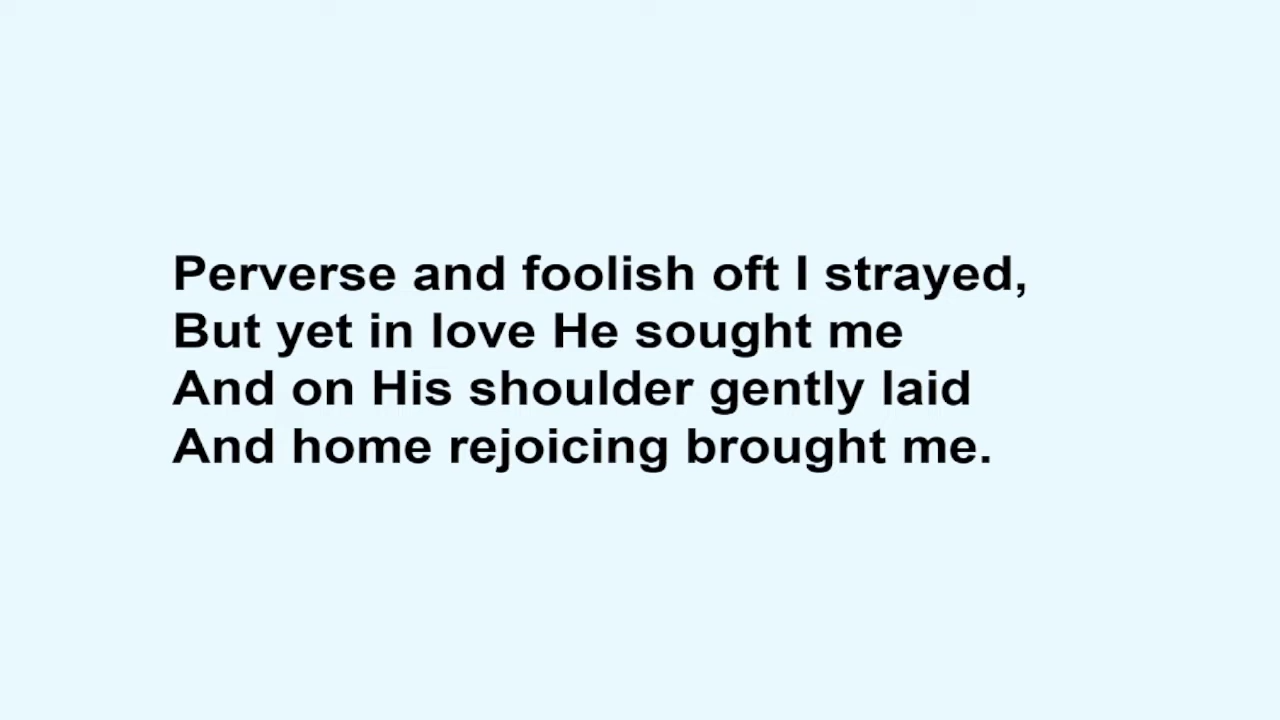 Perverse and foolish oft I strayed,
But yet in love He sought me
And on His shoulder gently laid
And home rejoicing brought me.